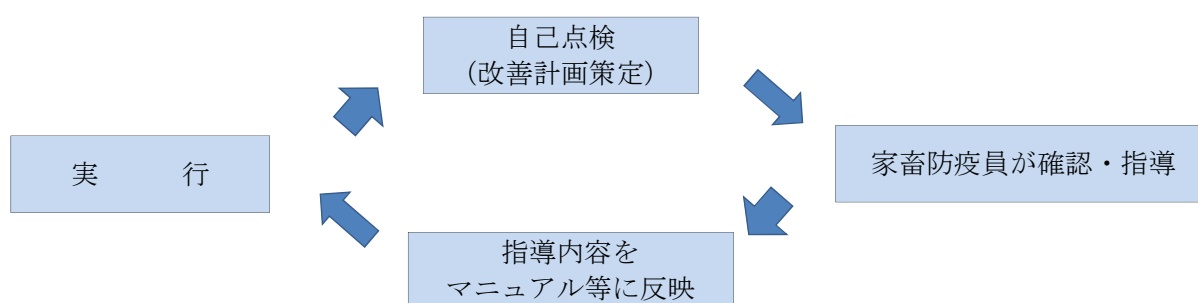 自己点検
(改善計画策定)
家畜防疫員が確認・指導
実　　　行
指導内容を
マニュアル等に反映